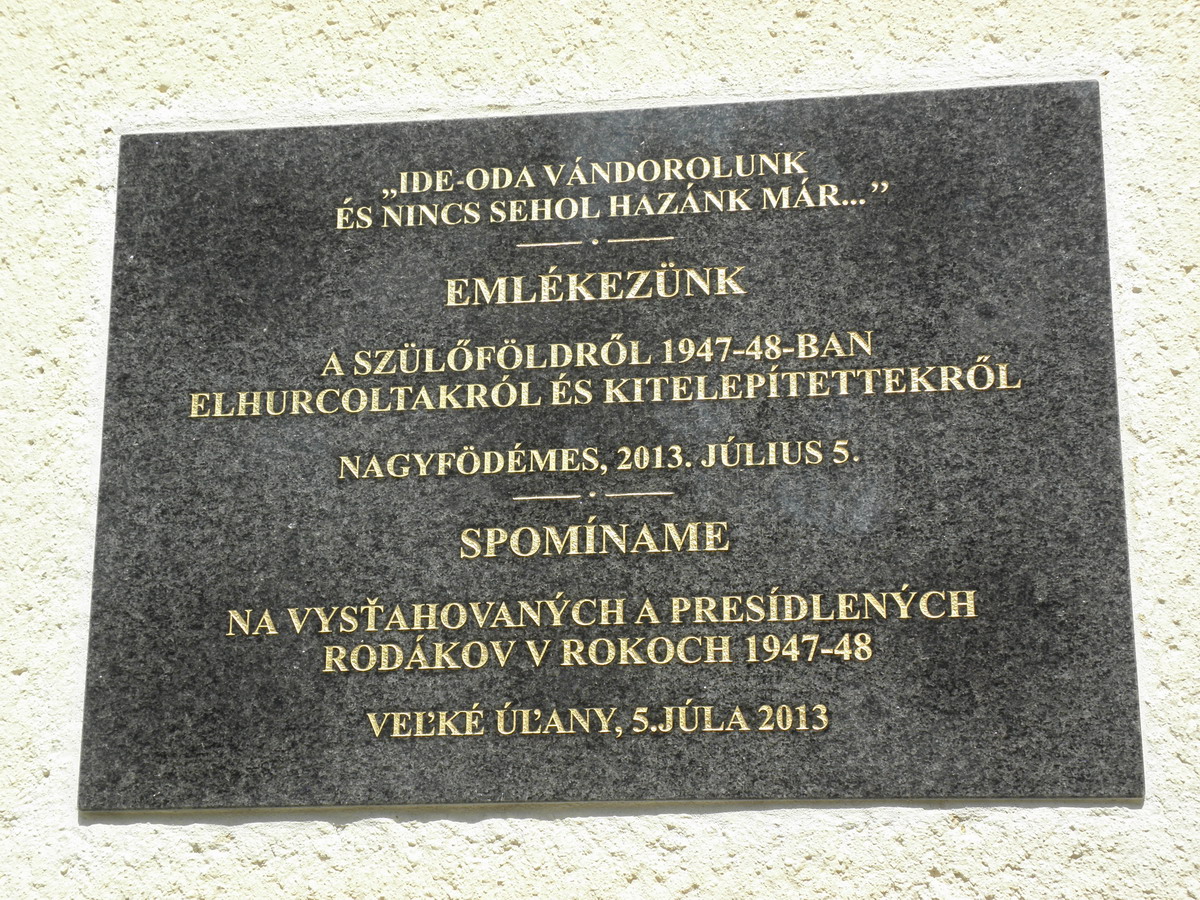 „IDE-ODA VÁNDOROLUNK
ÉS NINCS SEHOL HAZÁNK MÁR...”
EMLÉKEZÜNK
A SZÜLŐFÖLDRŐL 1947-48-BAN
ELHURCOLTAKRÓL ÉS KITELEPÍTETTEKRŐL
NAGYFÖDÉMES, 2013. JÚLIUS 5.
SPOMÍNAME
NA VYSŤAHOVANÝCH A PRESÍDLENÝCH
RODÁKOV V ROKOCH 1947-48
VEĽKÉ ÚĽANY, 5.JÚLA 2013